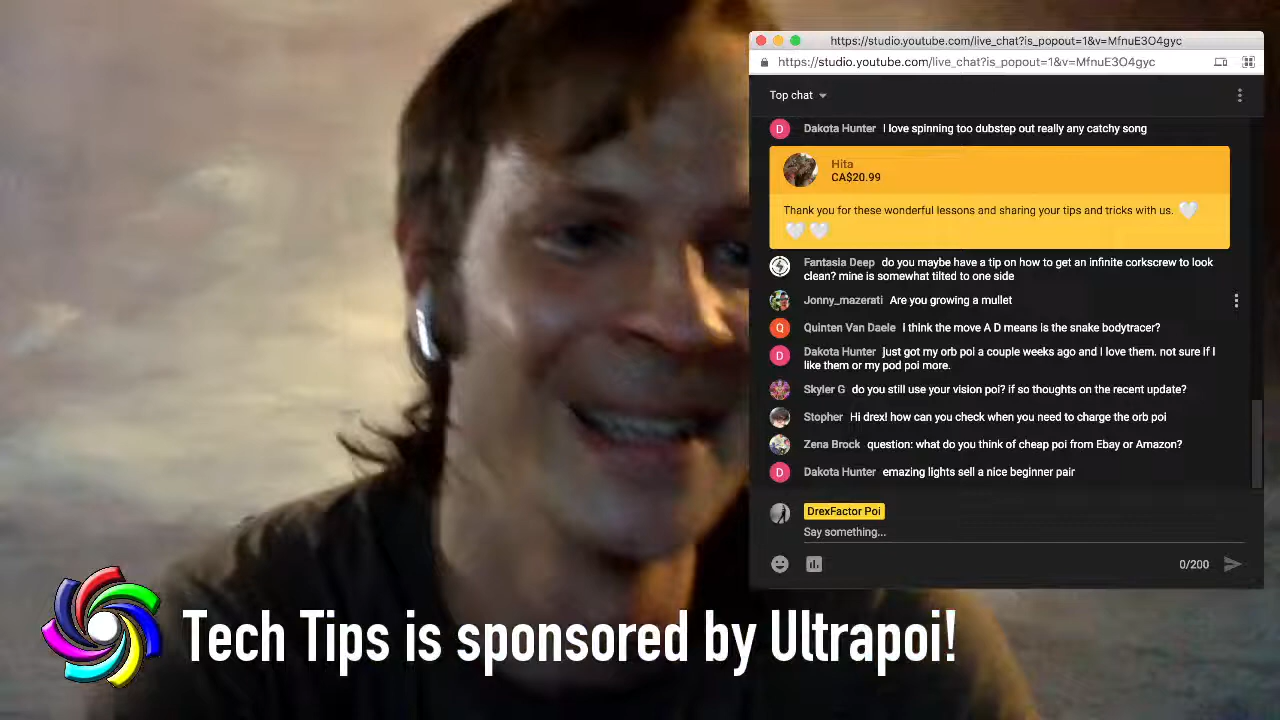 https://studio.youtube.com/live_chat?is_popout=1&v=MfnuE3O4gyc
https://studio.youtube.com/live_chat?is_popout=1&v=MfnuE3O4gyc
Top chat
D Dakota Hunter I love spinning too dubstep out really any catchy song
Hita
CA$20.99
Thank you for these wonderful lessons and sharing your tips and tricks with us. 🤍
🤍 🤍
Fantasia Deep do you maybe have a tip on how to get an infinite corkscrew to look
clean? mine is somewhat tilted to one side
Jonny_mazerati Are you growing a mullet
Q Quinten Van Daele I think the move A D means is the snake bodytracer?
D Dakota Hunter just got my orb poi a couple weeks ago and I love them. not sure if I
like them or my pod poi more.
Skyler G do you still use your vision poi? if so thoughts on the recent update?
Stopher Hi drex! how can you check when you need to charge the orb poi
Zena Brock question: what do you think of cheap poi from Ebay or Amazon?
D Dakota Hunter emazing lights sell a nice beginner pair
DrexFactor Poi
Say something...
0/200
Tech Tips is sponsored by Ultrapoi!